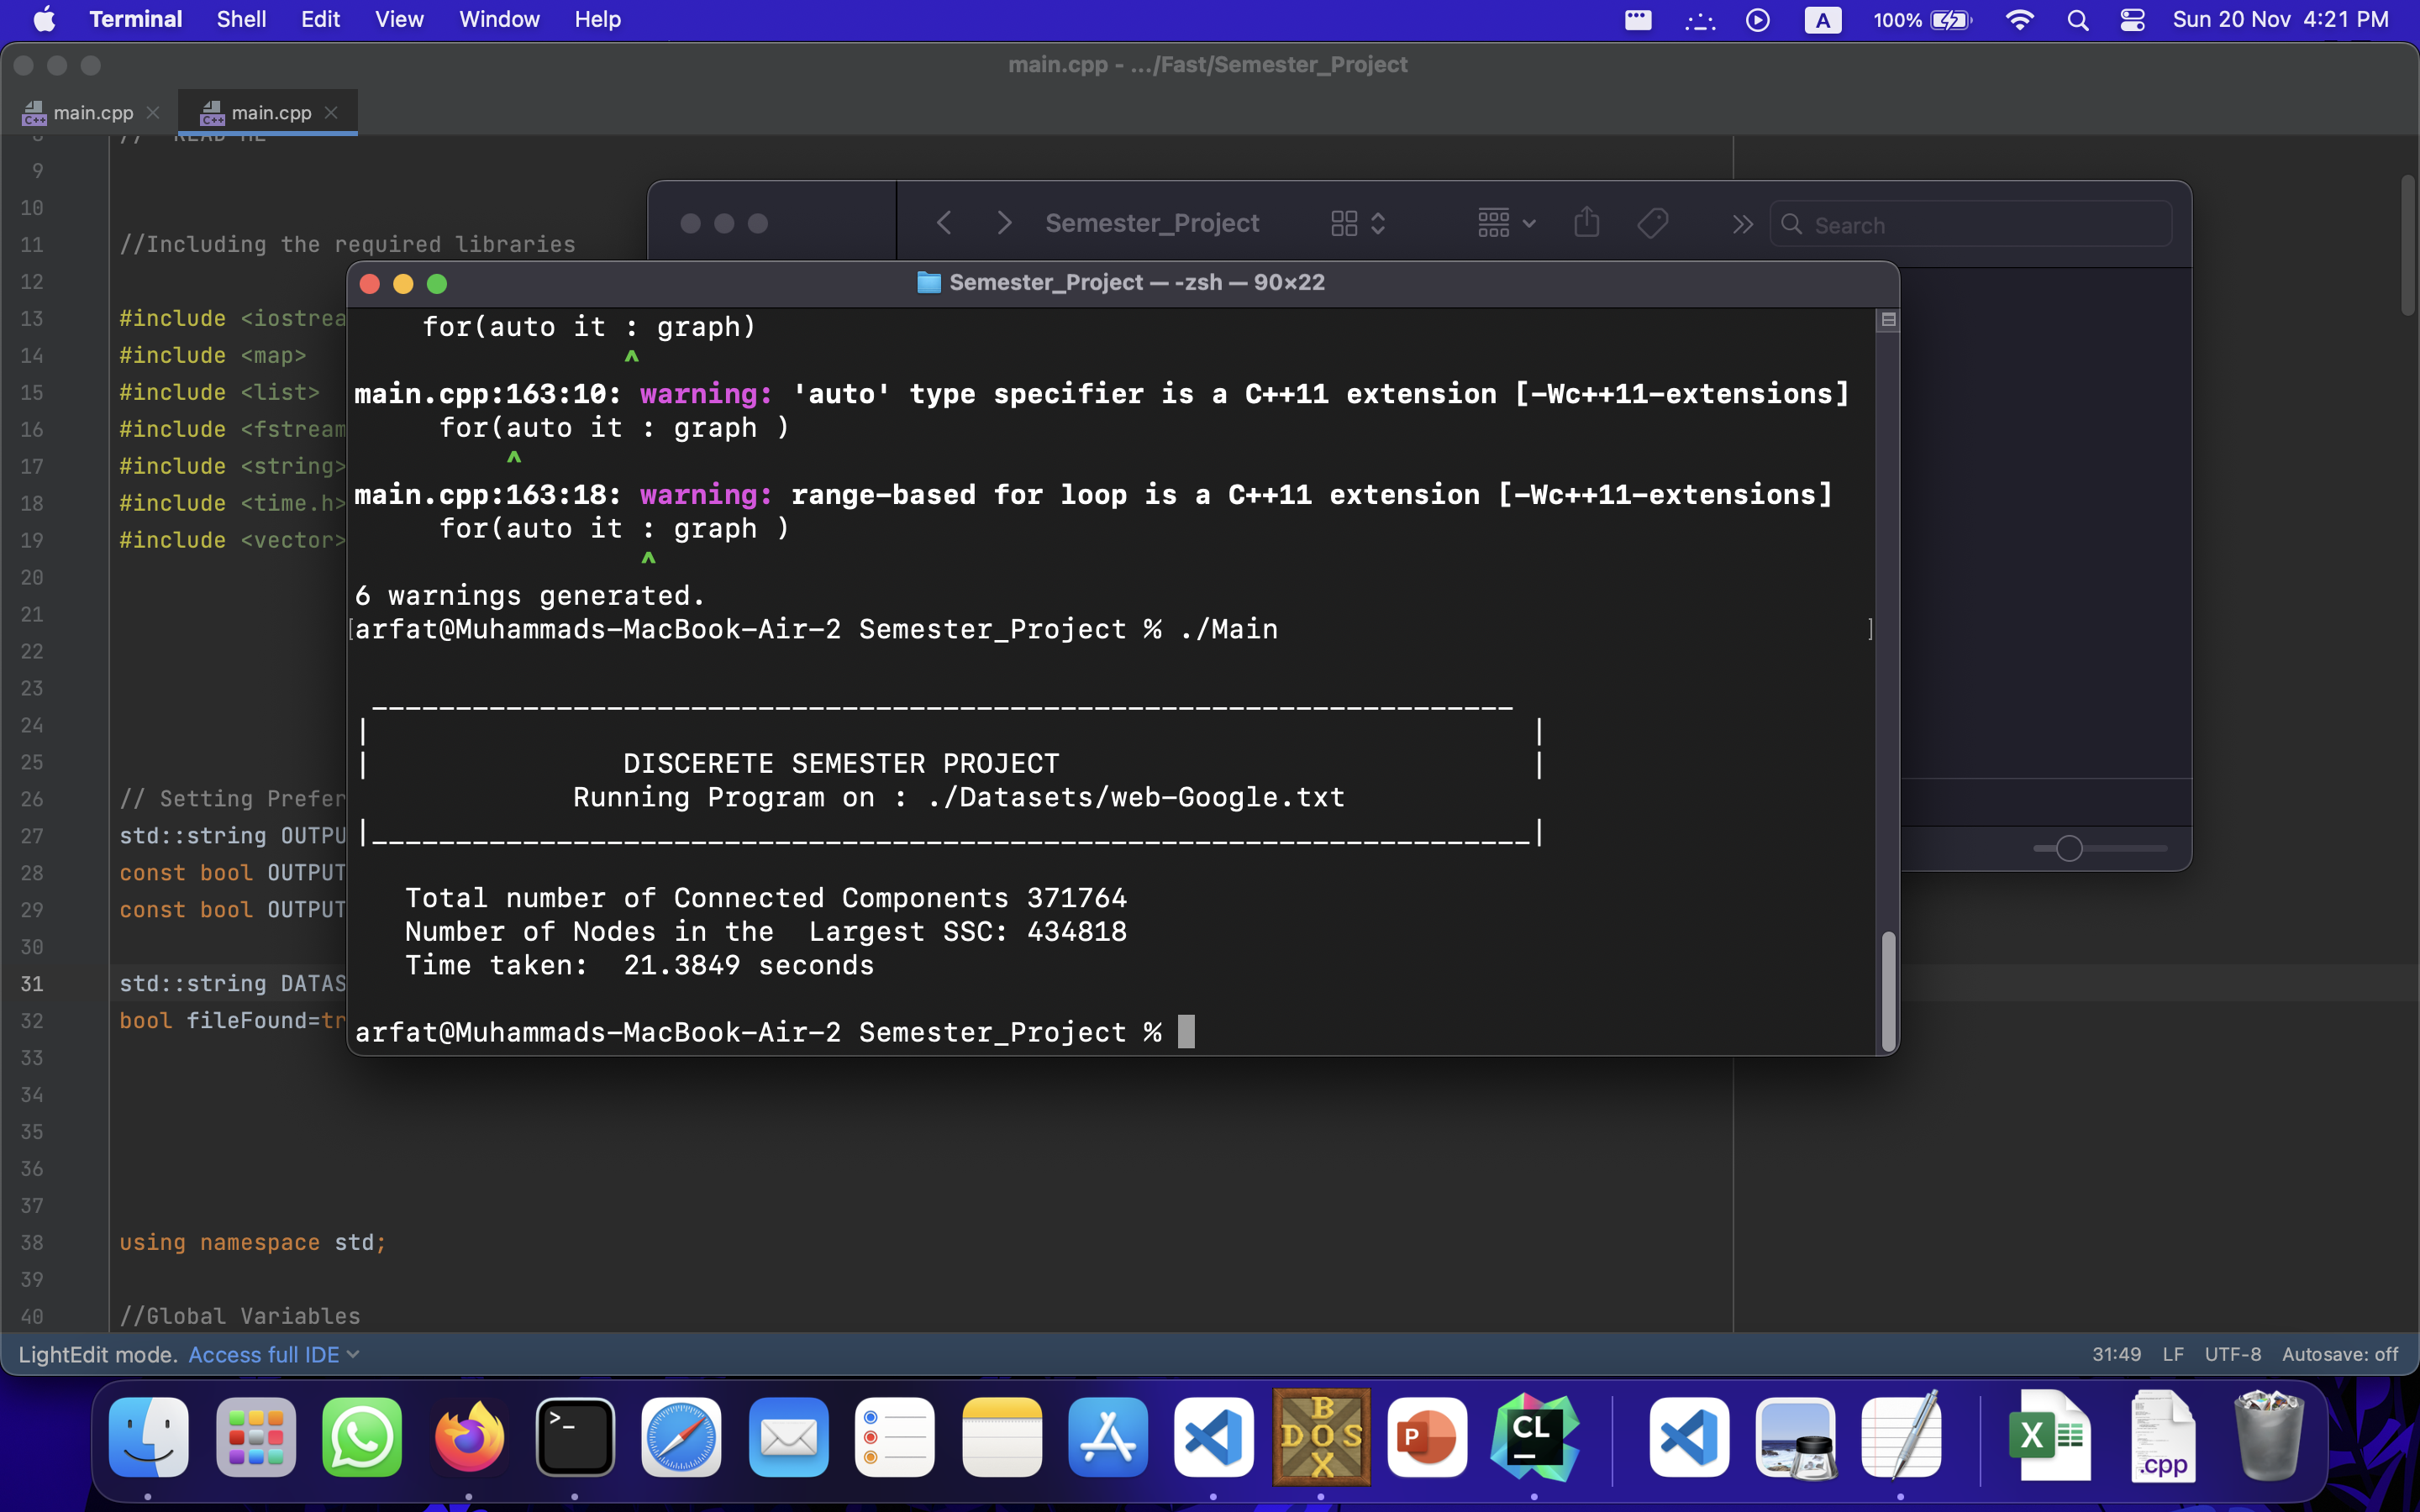 Terminal Shell Edit View Window Help A 100% Sun 20 Nov 4:21 PM
main.cpp - .../Fast/Semester_Project
main.cpp main.cpp
8 // READ ME
9
10
11 //Including the required libraries
12
13 #include <iostrea
14 #include <map>
15 #include <list>
16 #include <fstream
17 #include <string>
18 #include <time.h>
19 #include <vector>
20
21
22
23
24
25
26 // Setting Prefer
27 std::string OUTPU
28 const bool OUTPUT
29 const bool OUTPUT
30
31 std::string DATAS
32 bool fileFound=tr
33
34
35
36
37
38 using namespace std;
39
40 //Global Variables
Semester_Project Search
Semester_Project — -zsh — 90×22
for(auto it : graph)
^
main.cpp:163:10: warning: 'auto' type specifier is a C++11 extension [-Wc++11-extensions]
for(auto it : graph )
^
main.cpp:163:18: warning: range-based for loop is a C++11 extension [-Wc++11-extensions]
for(auto it : graph )
^
6 warnings generated.
[arfat@Muhammads-MacBook-Air-2 Semester_Project % ./Main ]
DISCERETE SEMESTER PROJECT
Running Program on : ./Datasets/web-Google.txt
Total number of Connected Components 371764
Number of Nodes in the  Largest SSC: 434818
Time taken:  21.3849 seconds
arfat@Muhammads-MacBook-Air-2 Semester_Project %
LightEdit mode. Access full IDE 31:49 LF UTF-8 Autosave: off
>_ BOX DOS P CL X .cpp